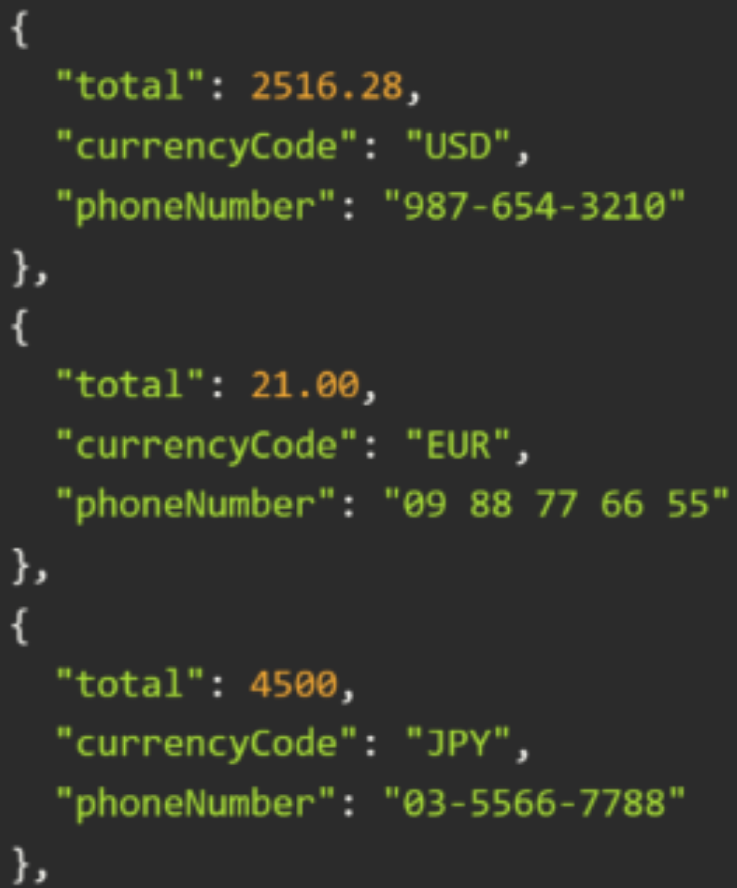 {
  "total": 2516.28,
  "currencyCode": "USD",
  "phoneNumber": "987-654-3210"
},
{
  "total": 21.00,
  "currencyCode": "EUR",
  "phoneNumber": "09 88 77 66 55"
},
{
  "total": 4500,
  "currencyCode": "JPY",
  "phoneNumber": "03-5566-7788"
},